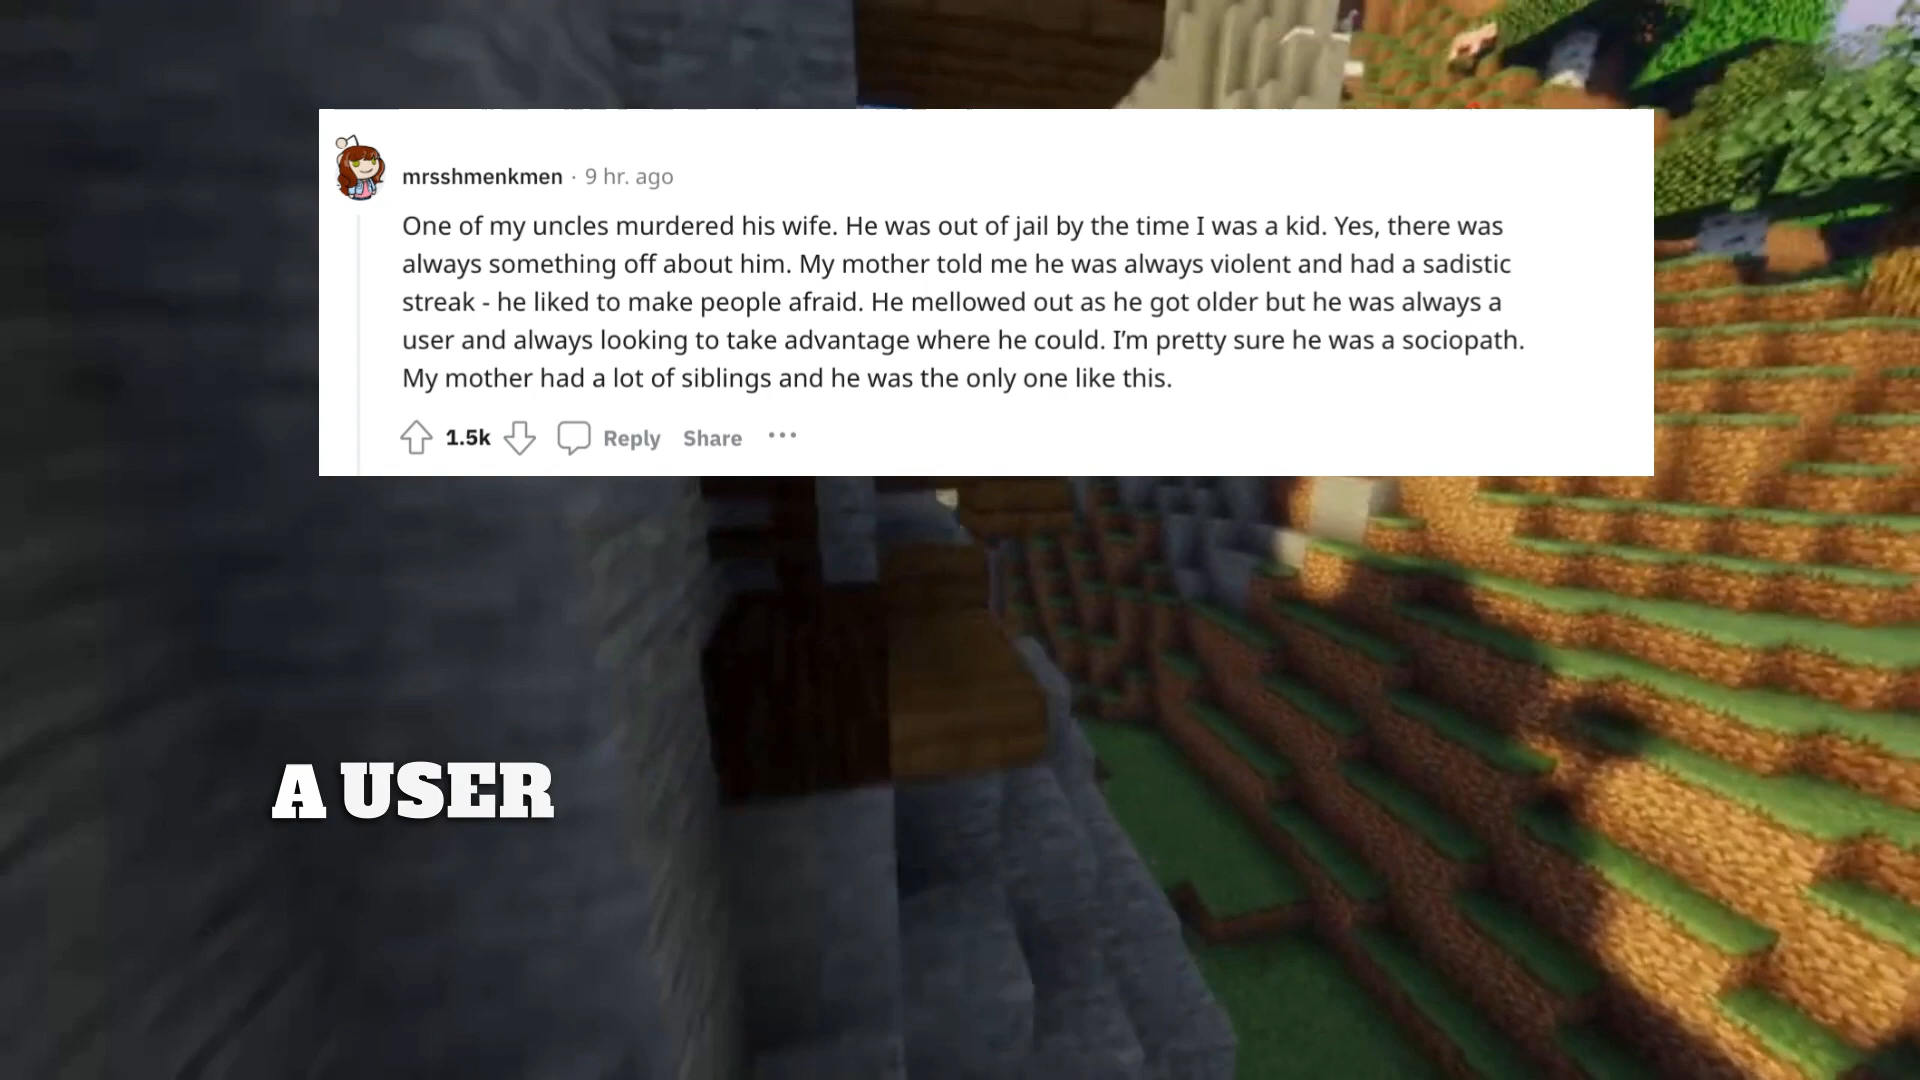 mrsshmenkmen · 9 hr. ago
One of my uncles murdered his wife. He was out of jail by the time I was a kid. Yes, there was
always something off about him. My mother told me he was always violent and had a sadistic
streak - he liked to make people afraid. He mellowed out as he got older but he was always a
user and always looking to take advantage where he could. I’m pretty sure he was a sociopath.
My mother had a lot of siblings and he was the only one like this.
1.5k Reply Share ···
A USER